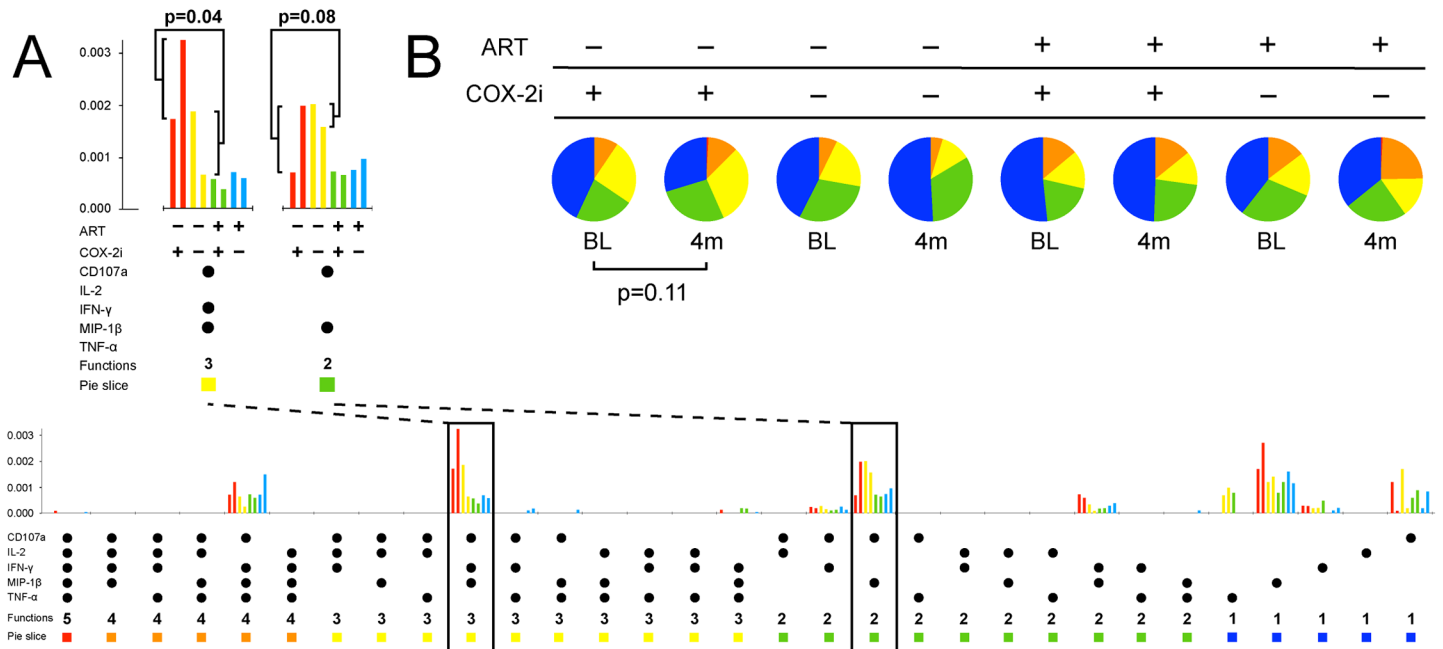 A
p=0.04 p=0.08
0.003
0.002
0.001
0.000
ART − − + + − − + +
COX-2i + − + − + − + −
CD107a
IL-2
IFN-γ
MIP-1β
TNF-α
Functions 3 2
Pie slice
B
ART − − − − + + + +
COX-2i + + − − + + − −
BL 4m BL 4m BL 4m BL 4m
p=0.11
0.003
0.002
0.001
0.000
CD107a
IL-2
IFN-γ
MIP-1β
TNF-α
Functions 5 4 4 4 4 4 3 3 3 3 3 3 3 3 3 3 2 2 2 2 2 2 2 2 2 2 1 1 1 1 1
Pie slice